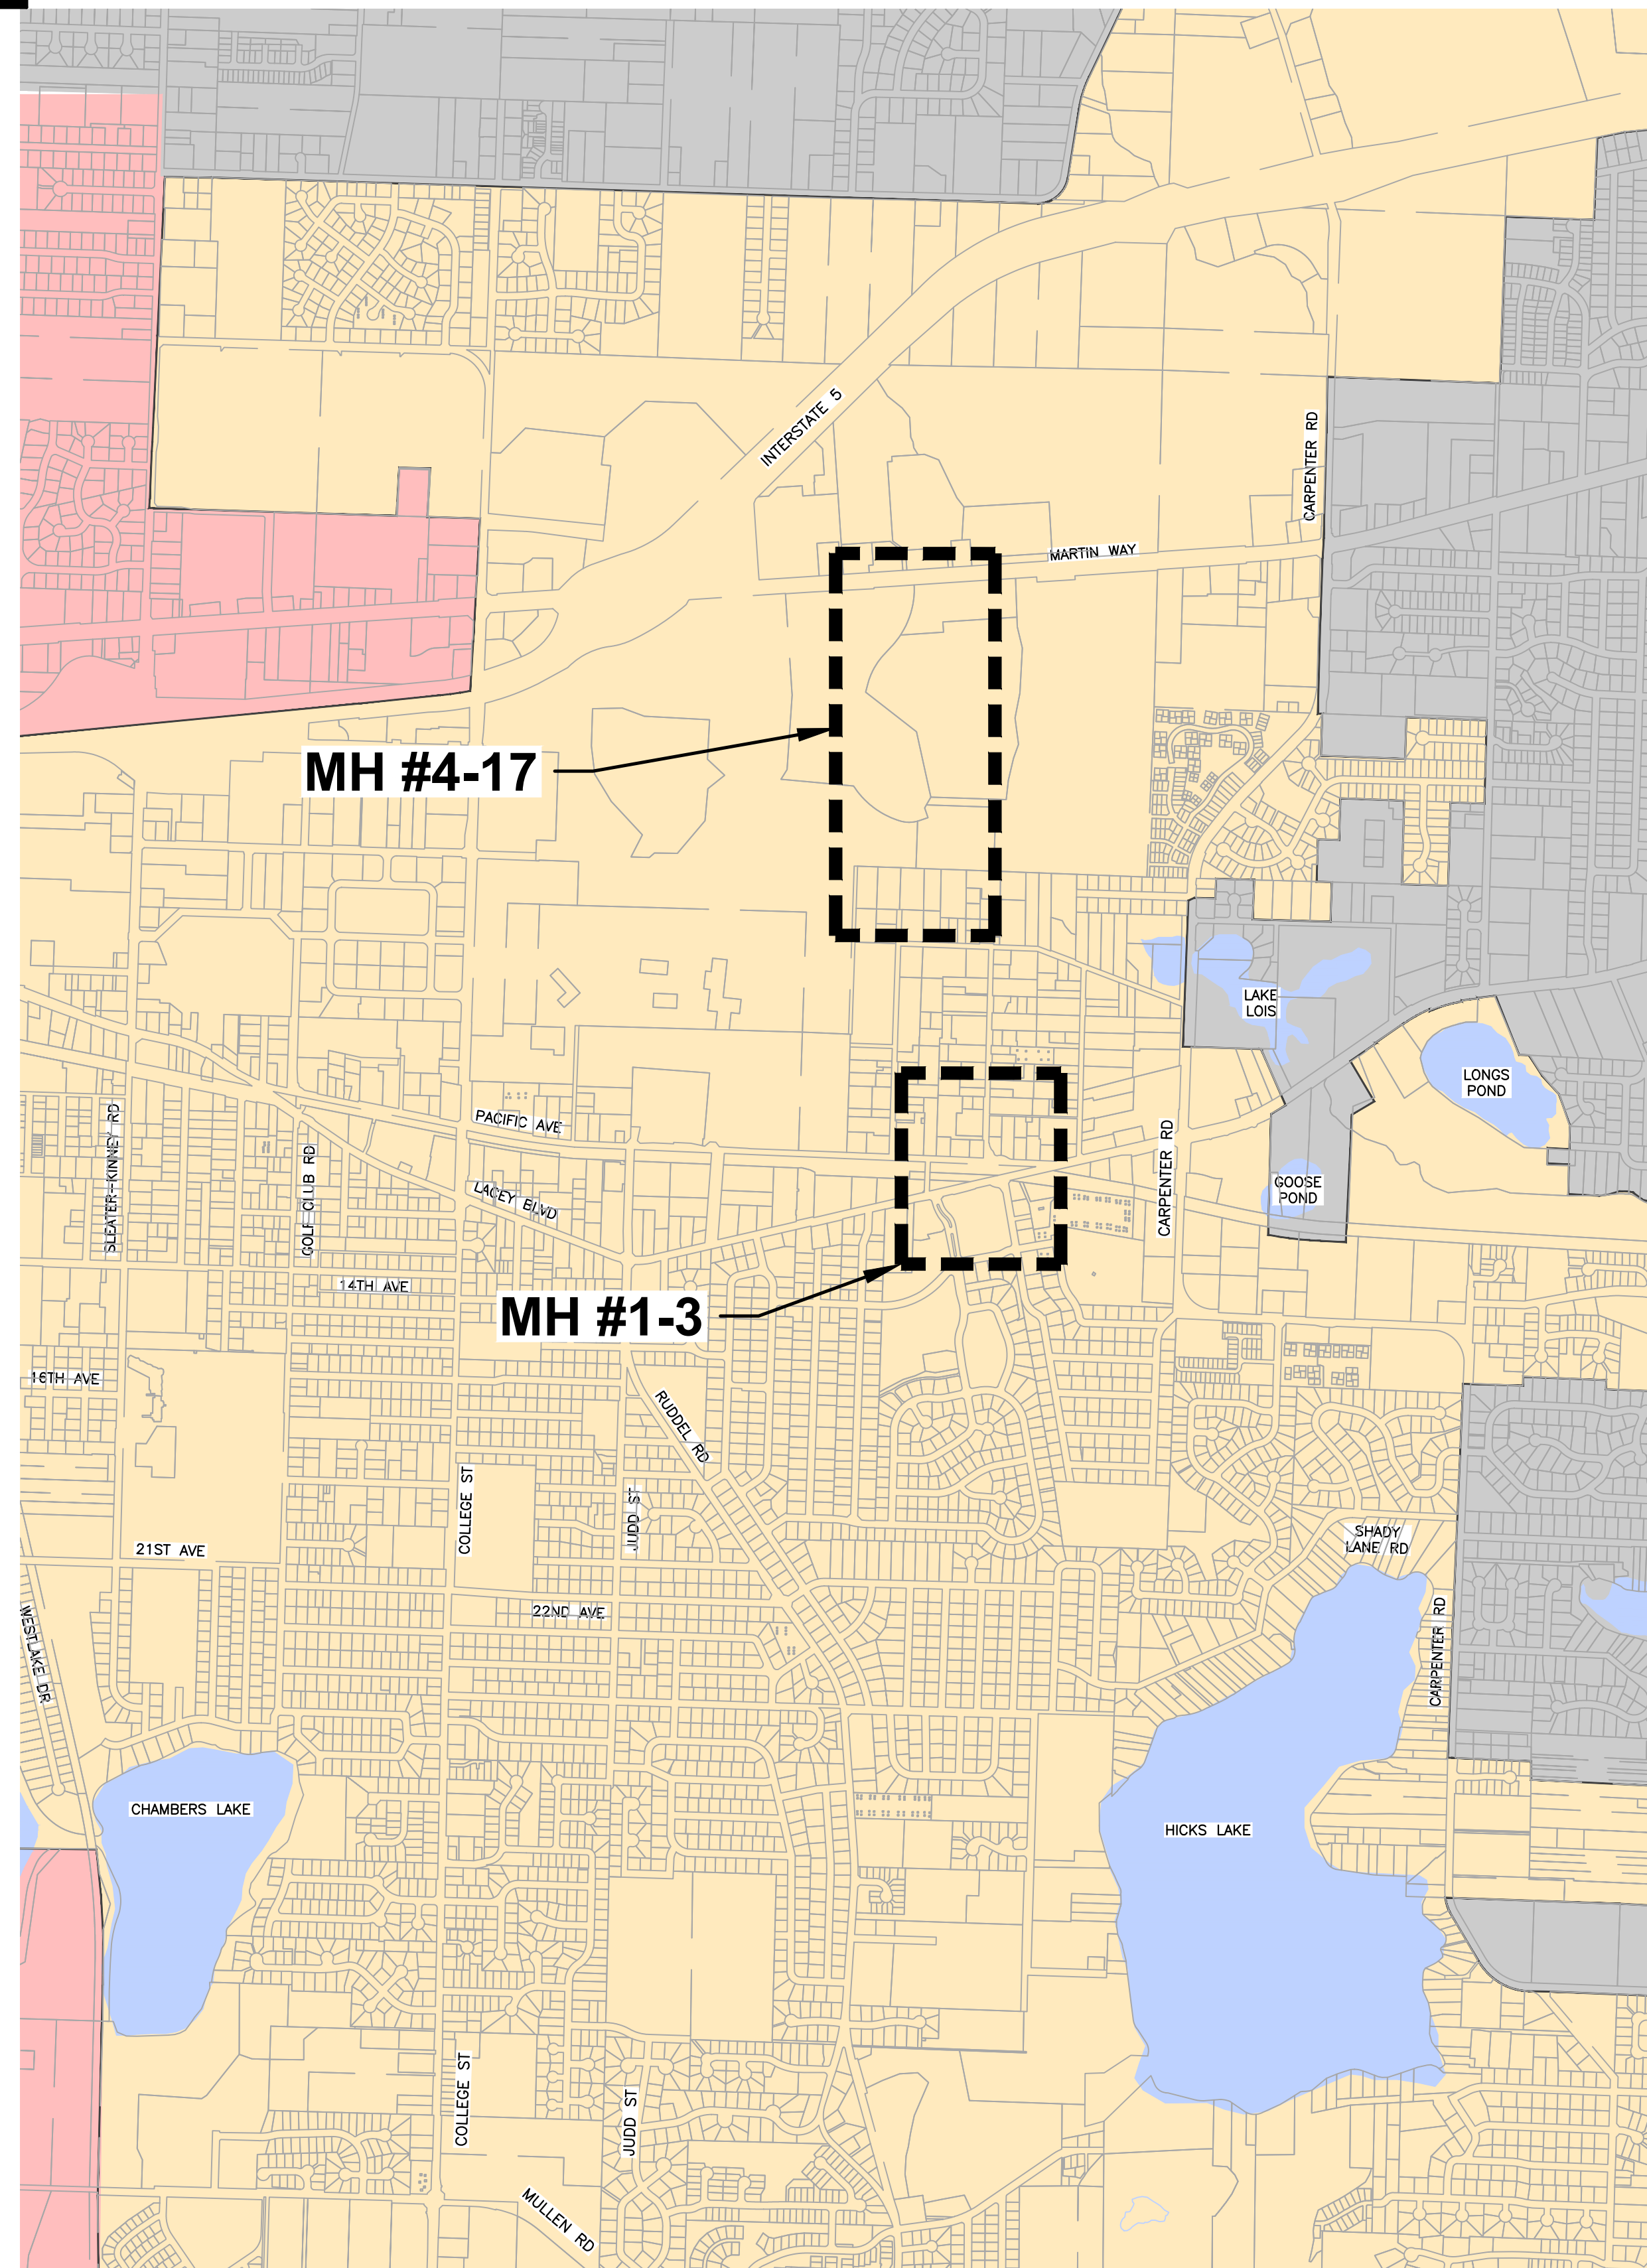 INTERSTATE 5
CARPENTER RD
MARTIN WAY
MH #4-17
LAKE
LOIS
LONGS
POND
PACIFIC AVE
SLEATER-KINNEY RD
GOLF CLUB RD
CARPENTER RD
LACEY BLVD
GOOSE
POND
14TH AVE
MH #1-3
16TH AVE
RUDDEL RD
COLLEGE ST
JUDD ST
SHADY
LANE RD
21ST AVE
22ND AVE
WESTLAKE DR
CARPENTER RD
CHAMBERS LAKE
HICKS LAKE
COLLEGE ST
JUDD ST
MULLEN RD